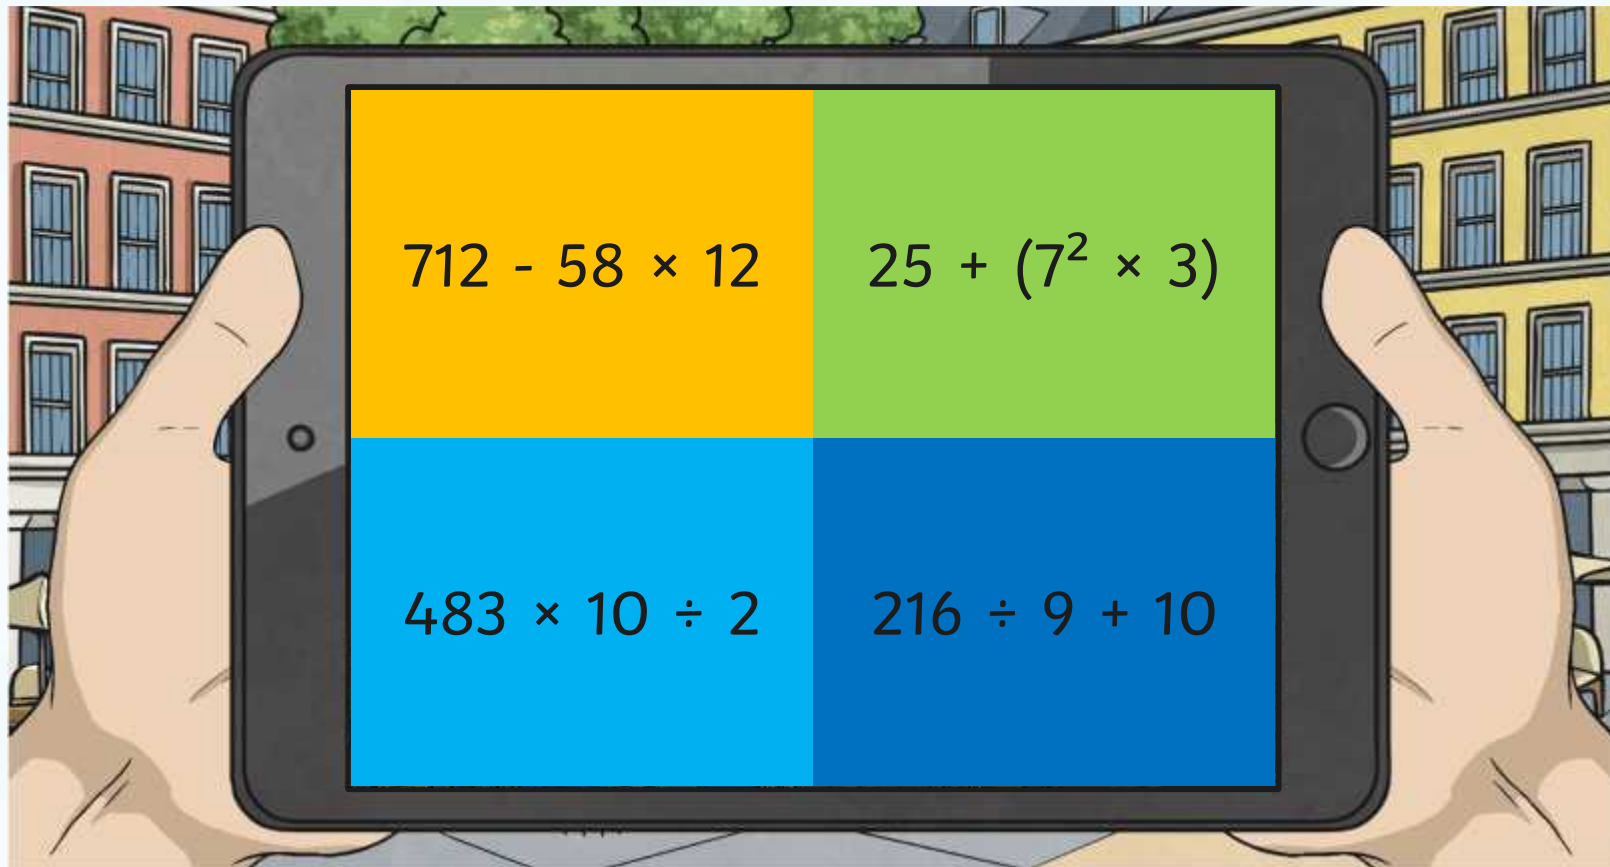 712 - 58 × 12
25 + (7² × 3)
483 × 10 ÷ 2
216 ÷ 9 + 10